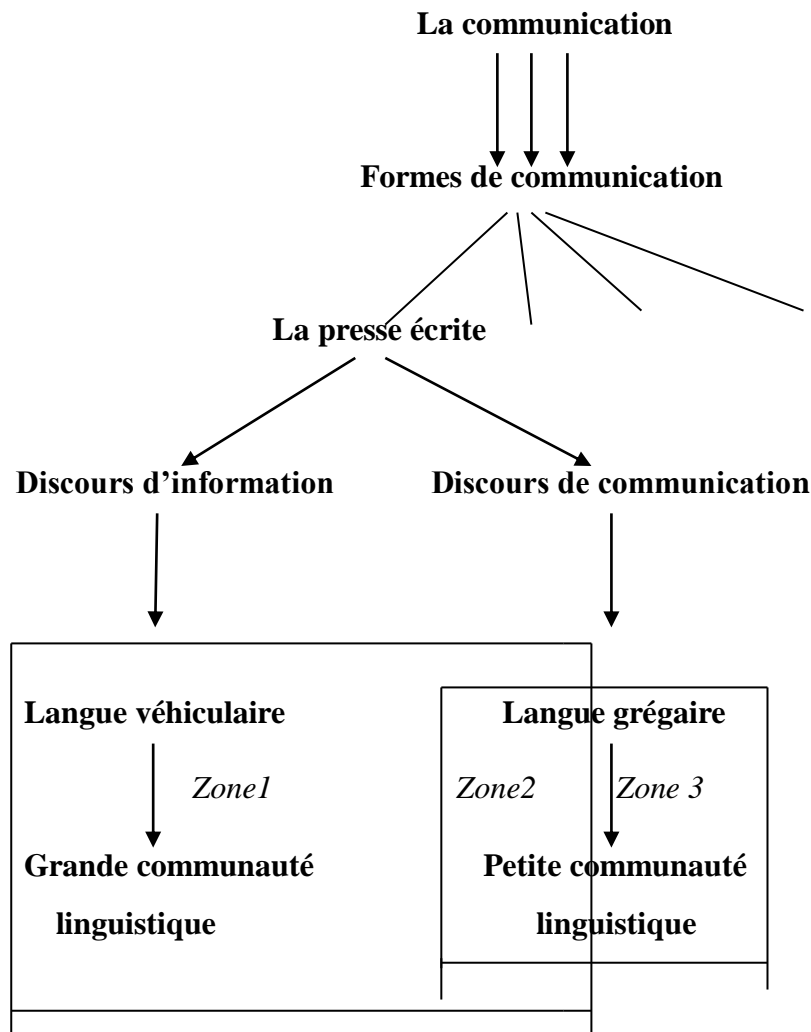 La communication
Formes de communication
La presse écrite
Discours d’information
Discours de communication
Langue véhiculaire
Langue grégaire
Zone1
Zone2
Zone 3
Grande communauté
linguistique
Petite communauté
linguistique